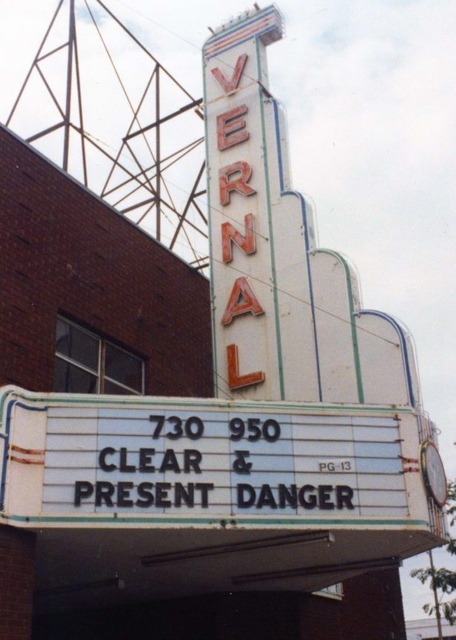 VERNAL
730 950
CLEAR &
PG-13
PRESENT DANGER